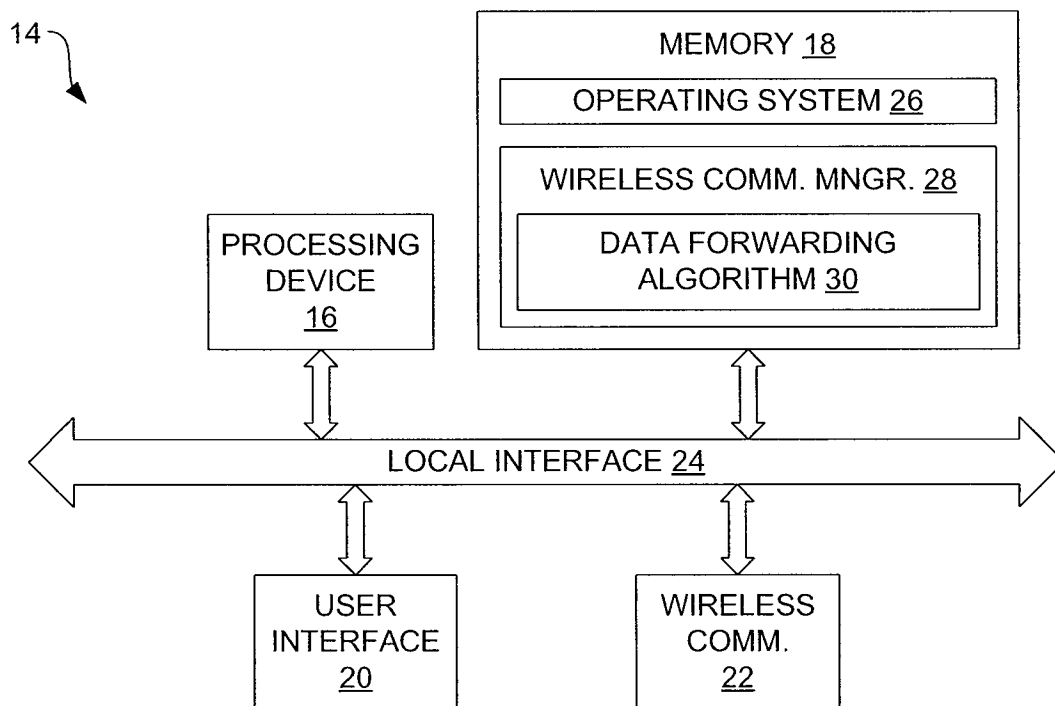 14
MEMORY 18
OPERATING SYSTEM 26
WIRELESS COMM. MNGR. 28
DATA FORWARDING
ALGORITHM 30
PROCESSING
DEVICE
16
LOCAL INTERFACE 24
USER
INTERFACE
20
WIRELESS
COMM.
22